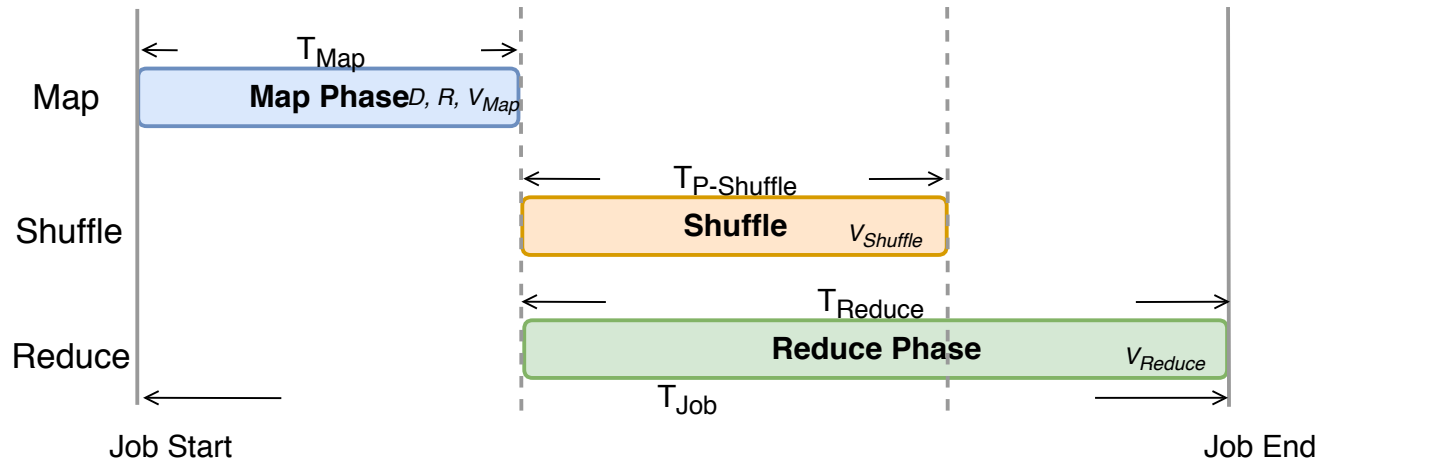 T_Map
Map
Map Phase D, R, V_Map
T_P-Shuffle
Shuffle
Shuffle V_Shuffle
T_Reduce
Reduce
Reduce Phase V_Reduce
T_Job
Job Start
Job End